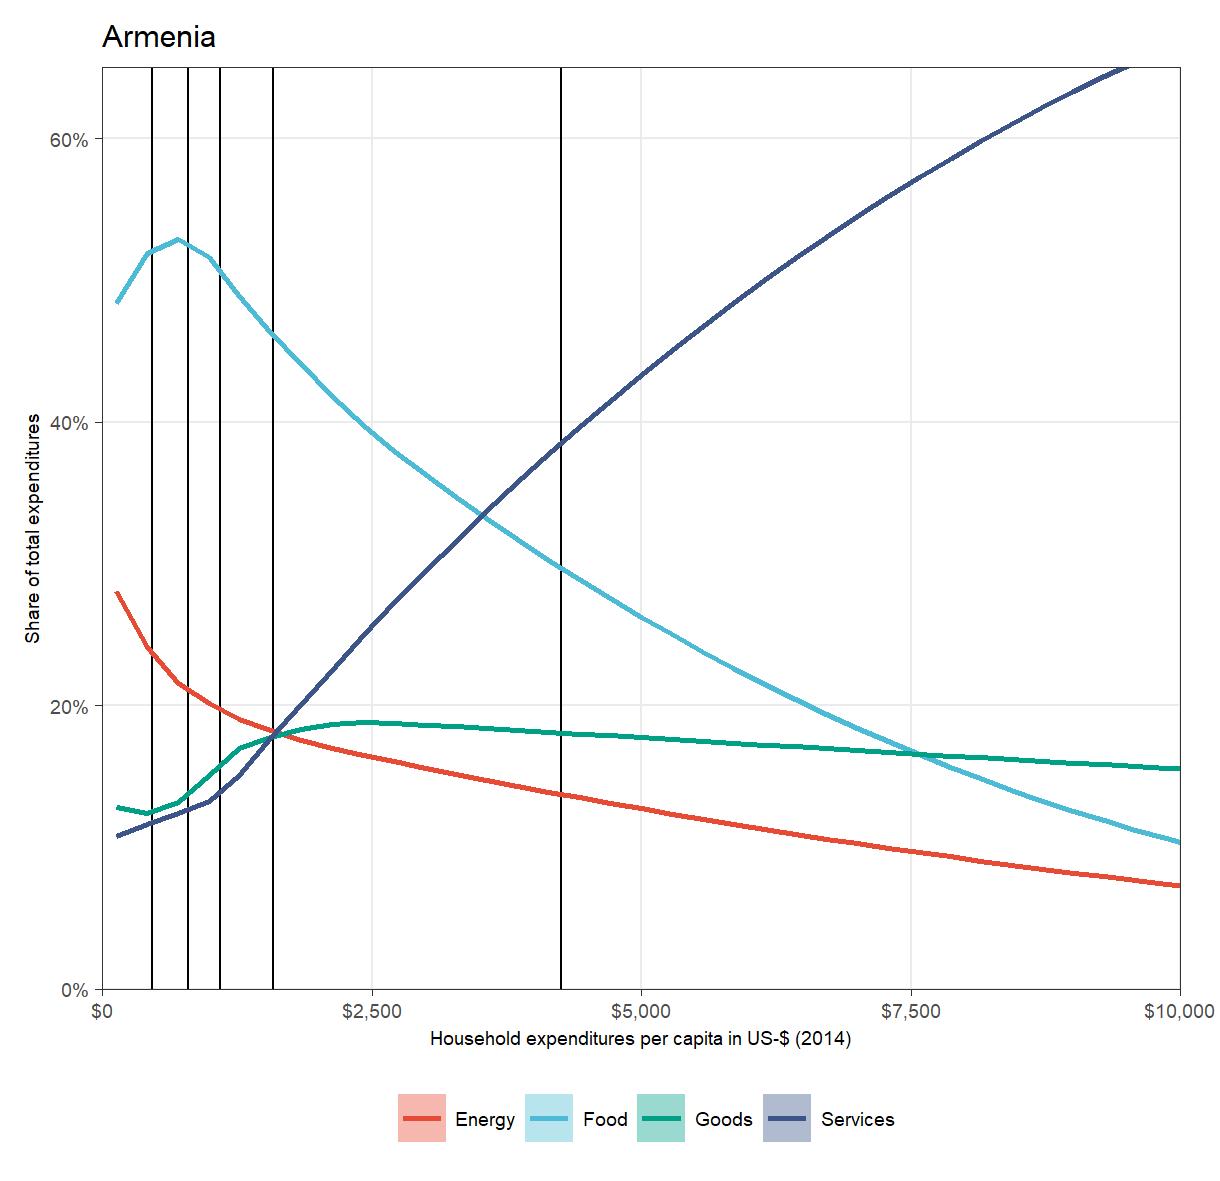 Armenia
Share of total expenditures
60%
40%
20%
0%
$0 $2,500 $5,000 $7,500 $10,000
Household expenditures per capita in US-$ (2014)
Energy Food Goods Services